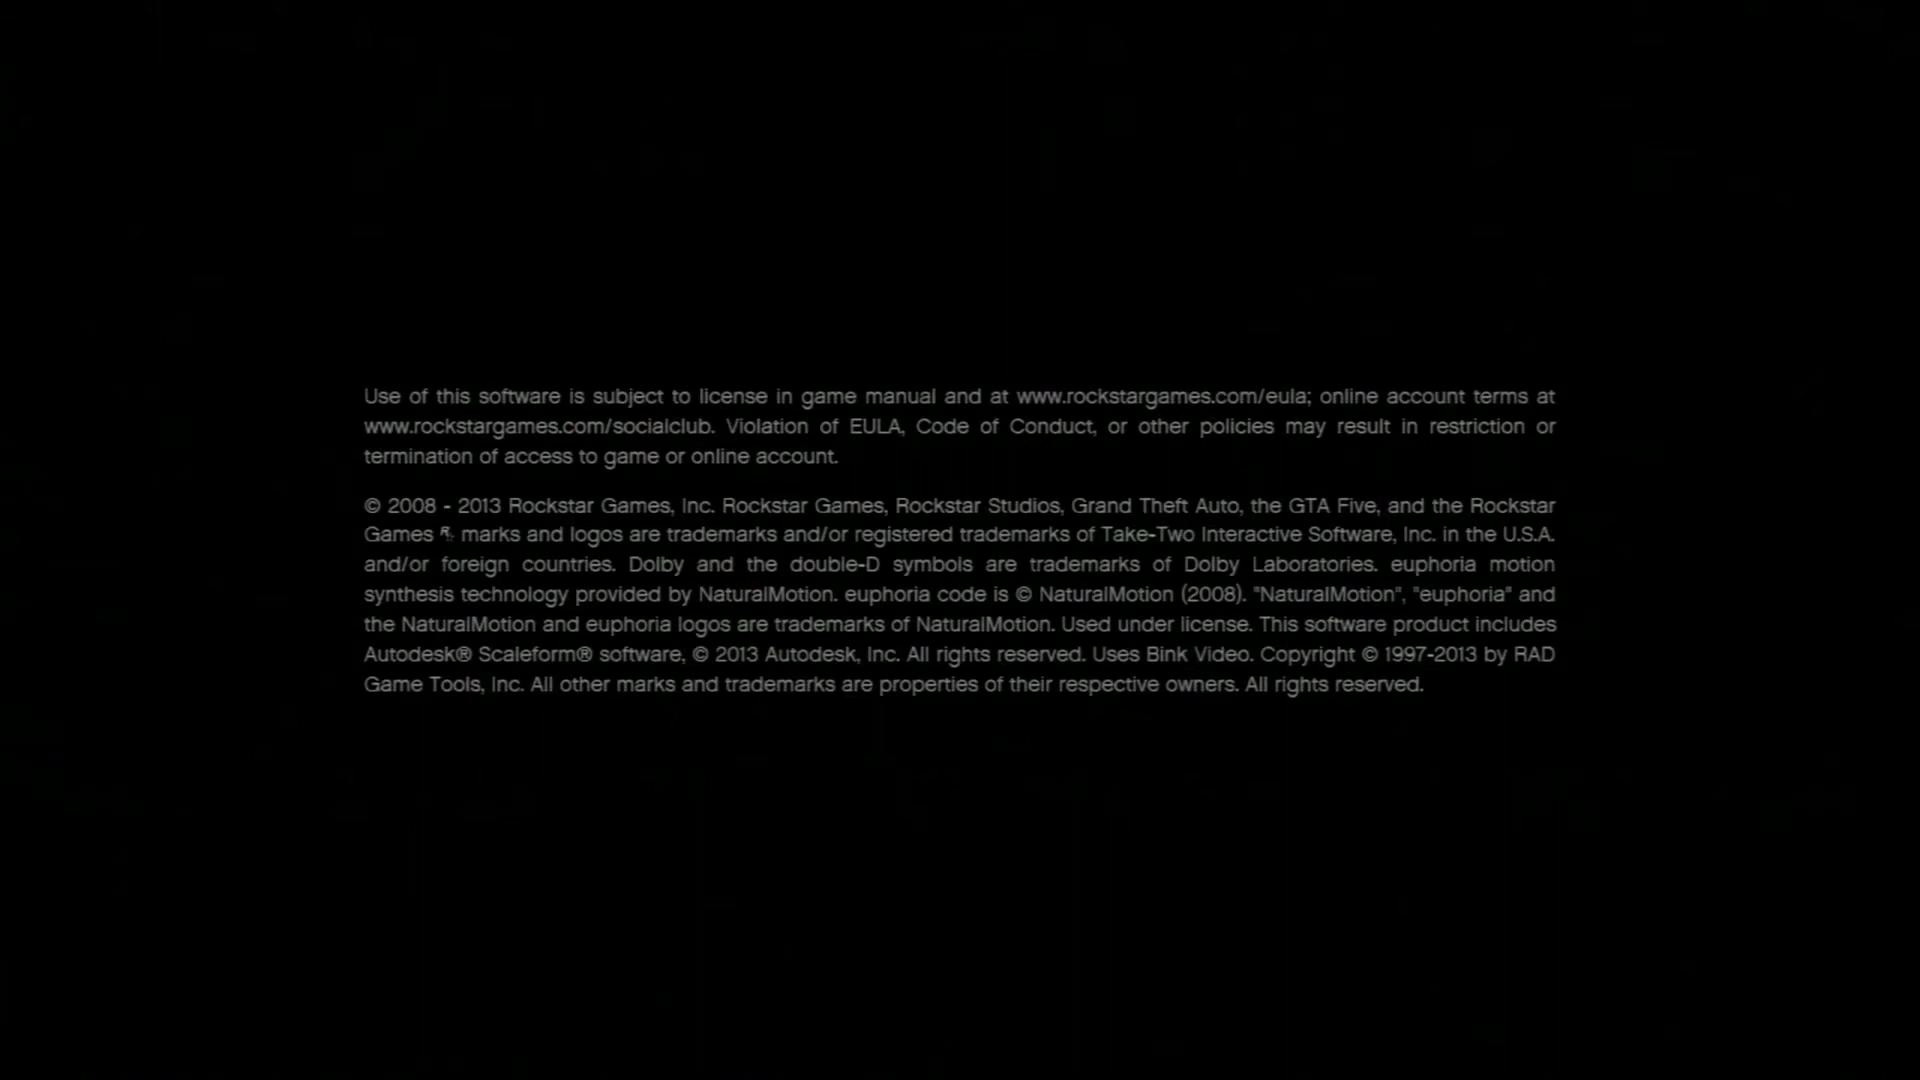 Use of this software is subject to license in game manual and at www.rockstargames.com/eula; online account terms at
www.rockstargames.com/socialclub. Violation of EULA, Code of Conduct, or other policies may result in restriction or
termination of access to game or online account.
© 2008 - 2013 Rockstar Games, Inc. Rockstar Games, Rockstar Studios, Grand Theft Auto, the GTA Five, and the Rockstar
Games R* marks and logos are trademarks and/or registered trademarks of Take-Two Interactive Software, Inc. in the U.S.A.
and/or foreign countries. Dolby and the double-D symbols are trademarks of Dolby Laboratories. euphoria motion
synthesis technology provided by NaturalMotion. euphoria code is © NaturalMotion (2008). "NaturalMotion", "euphoria" and
the NaturalMotion and euphoria logos are trademarks of NaturalMotion. Used under license. This software product includes
Autodesk® Scaleform® software, © 2013 Autodesk, Inc. All rights reserved. Uses Bink Video. Copyright © 1997-2013 by RAD
Game Tools, Inc. All other marks and trademarks are properties of their respective owners. All rights reserved.